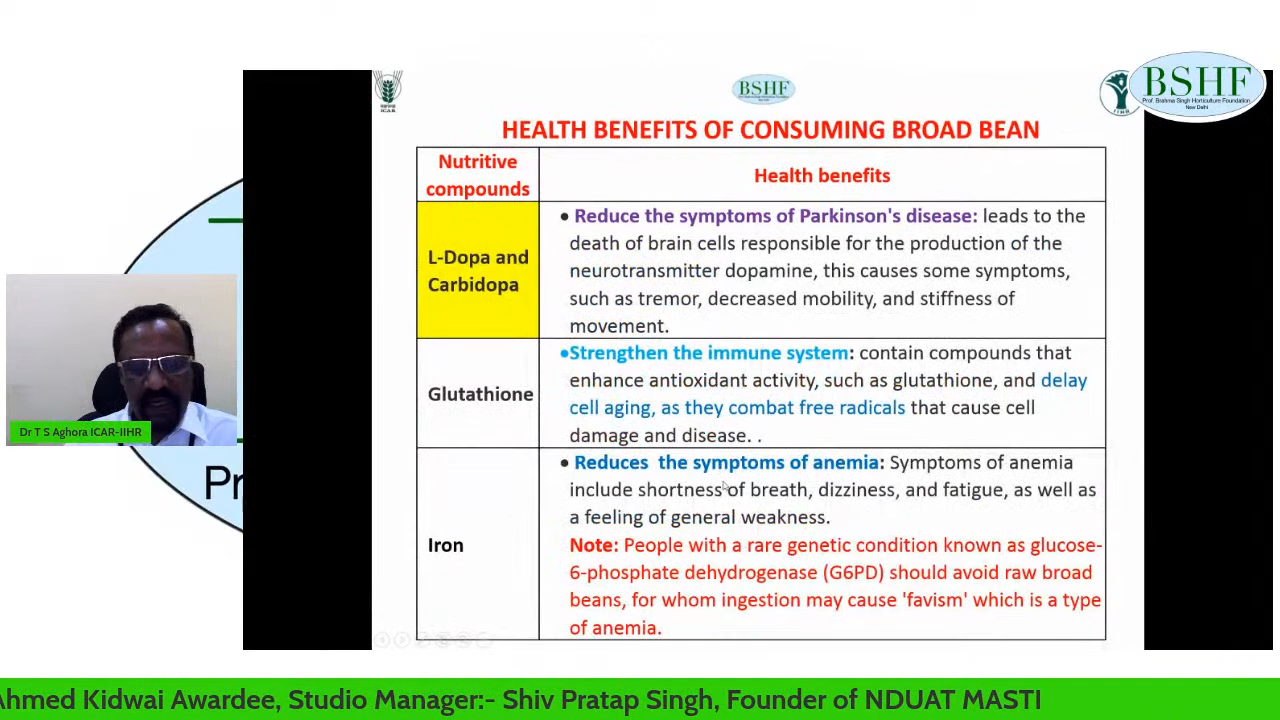 BSHF
Prof. Brahma Singh Horticulture Foundation
New Delhi
BSHF
ICAR
IIHR
HEALTH BENEFITS OF CONSUMING BROAD BEAN
Nutritive
compounds
Health benefits
L-Dopa and
Carbidopa
• Reduce the symptoms of Parkinson's disease: leads to the
death of brain cells responsible for the production of the
neurotransmitter dopamine, this causes some symptoms,
such as tremor, decreased mobility, and stiffness of
movement.
Glutathione
•Strengthen the immune system: contain compounds that
enhance antioxidant activity, such as glutathione, and delay
cell aging, as they combat free radicals that cause cell
damage and disease. .
Iron
• Reduces the symptoms of anemia: Symptoms of anemia
include shortness of breath, dizziness, and fatigue, as well as
a feeling of general weakness.
Note: People with a rare genetic condition known as glucose-
6-phosphate dehydrogenase (G6PD) should avoid raw broad
beans, for whom ingestion may cause 'favism' which is a type
of anemia.
Dr T S Aghora ICAR-IIHR
Pr
Ahmed Kidwai Awardee, Studio Manager:- Shiv Pratap Singh, Founder of NDUAT MASTI